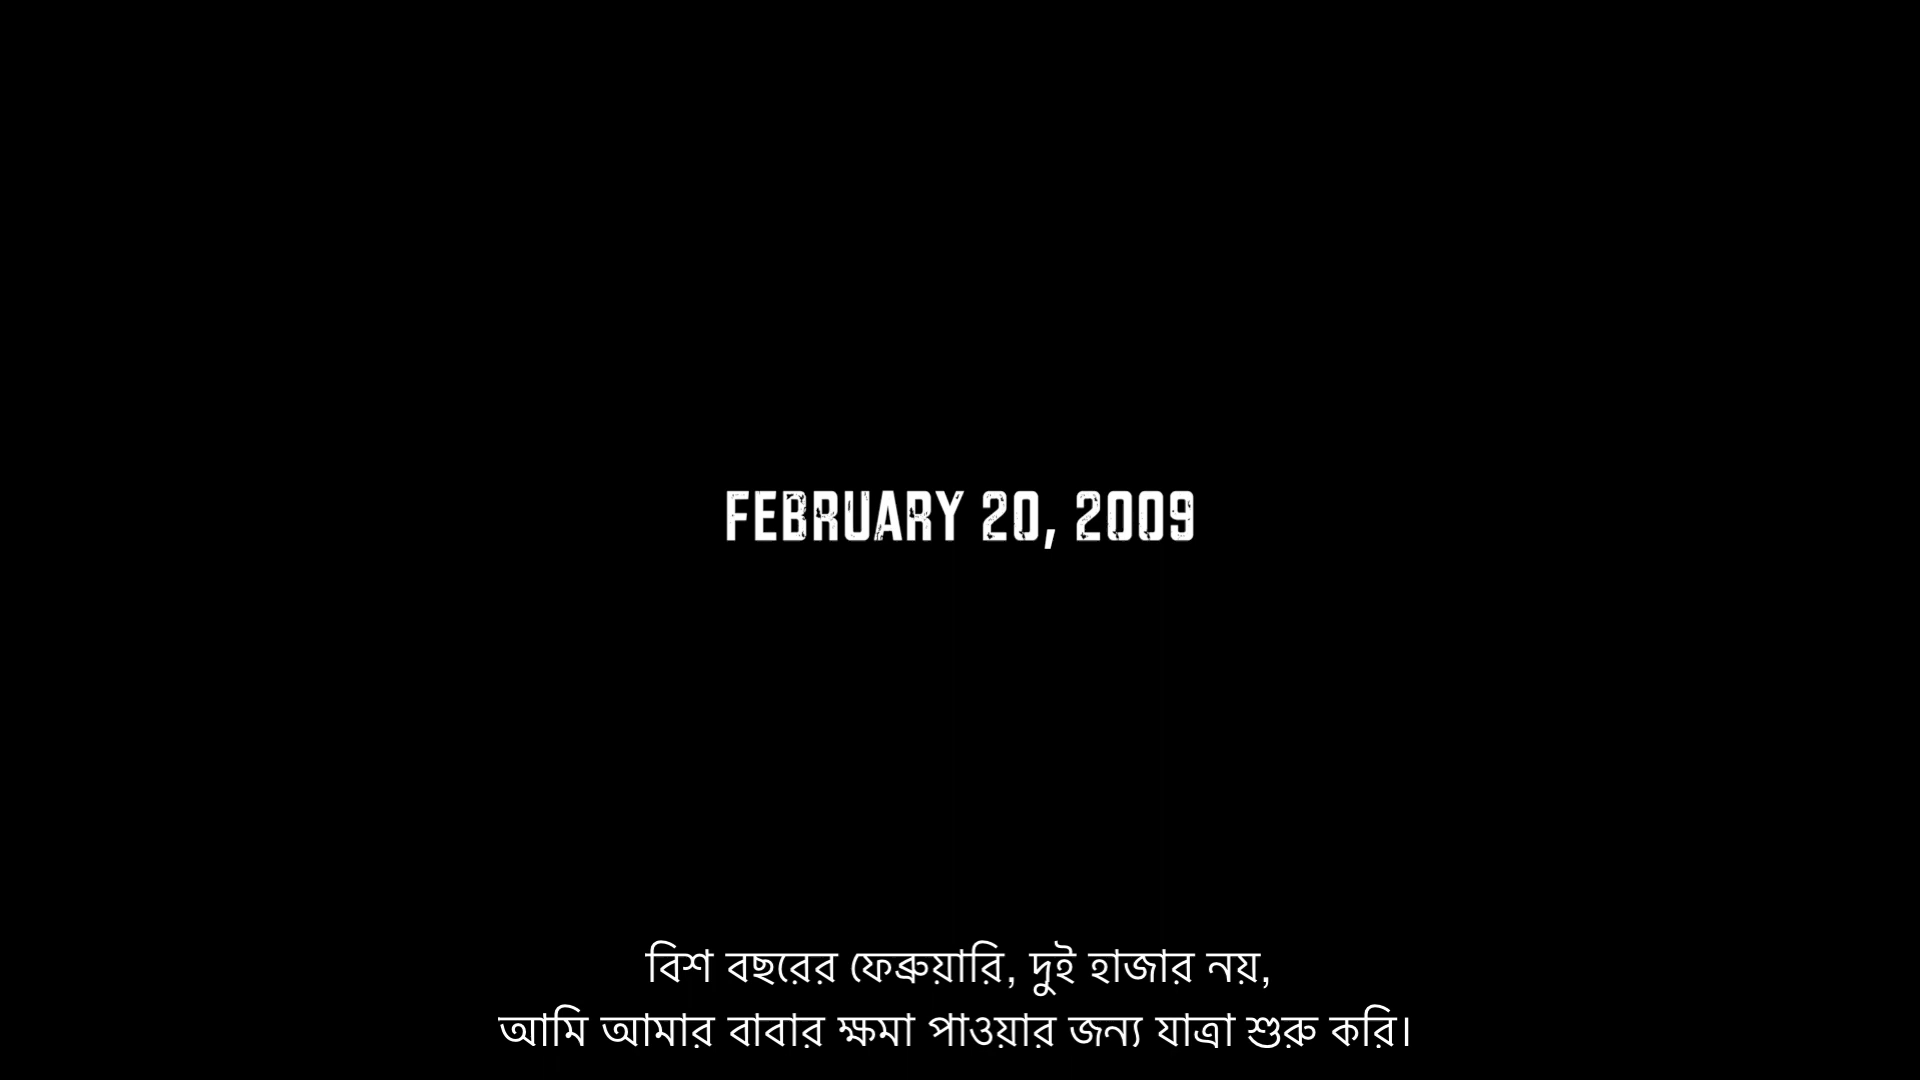 FEBRUARY 20, 2009
বিশ বছরের ফেব্রুয়ারি, দুই হাজার নয়,
আমি আমার বাবার ক্ষমা পাওয়ার জন্য যাত্রা শুরু করি।